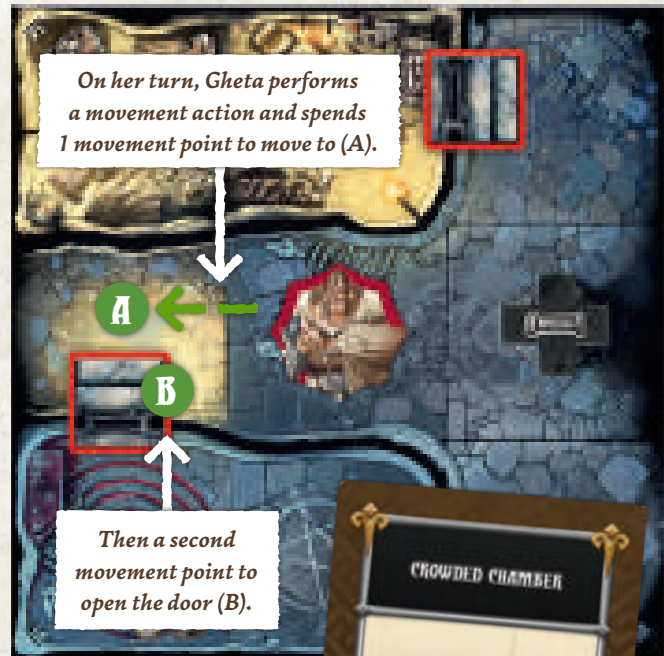 On her turn, Gheta performs
a movement action and spends
1 movement point to move to (A).
A
B
Then a second
movement point to
open the door (B).
CROWDED CHAMBER